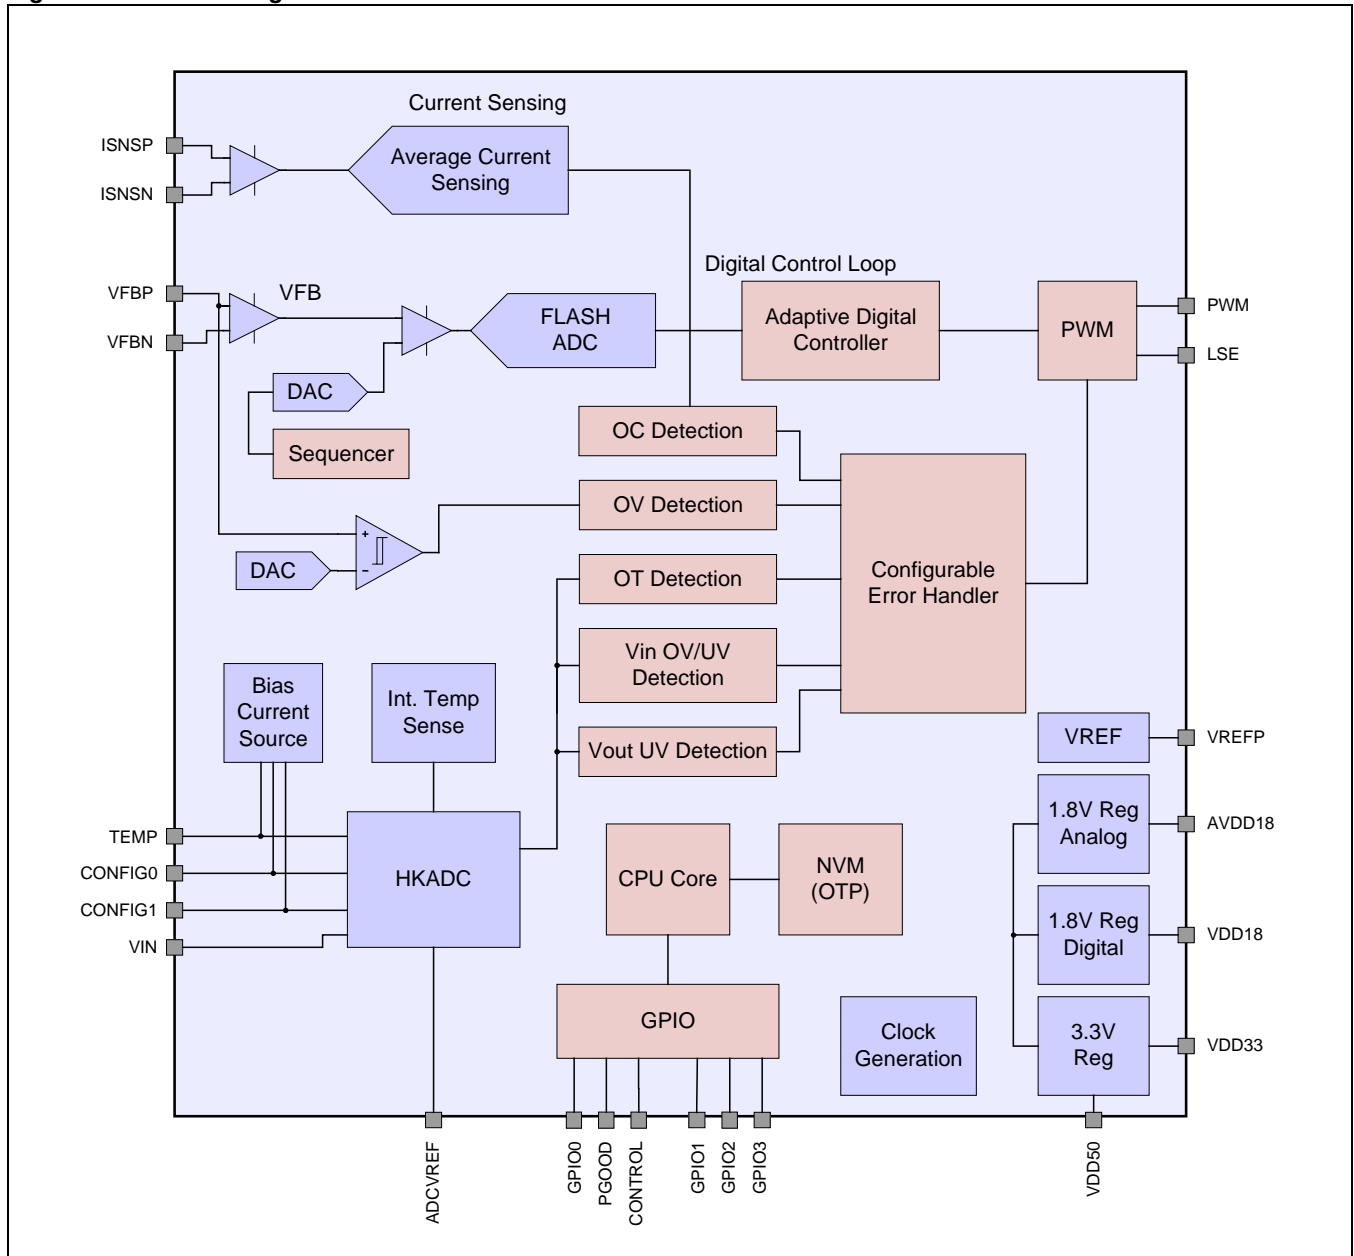 Current Sensing
ISNSP
Average Current
Sensing
ISNSN
Digital Control Loop
VFBP
VFB
PWM
FLASH
ADC
Adaptive Digital
Controller
PWM
VFBN
LSE
DAC
OC Detection
Sequencer
OV Detection
+
–
DAC
OT Detection
Configurable
Error Handler
Vin OV/UV
Detection
Bias
Current
Source
Int. Temp
Sense
Vout UV Detection
VREF
VREFP
1.8V Reg
Analog
AVDD18
TEMP
CONFIG0
HKADC
CPU Core
NVM
(OTP)
CONFIG1
1.8V Reg
Digital
VDD18
VIN
GPIO
Clock
Generation
3.3V
Reg
VDD33
ADCVREF
GPIO0
PGOOD
CONTROL
GPIO1
GPIO2
GPIO3
VDD50